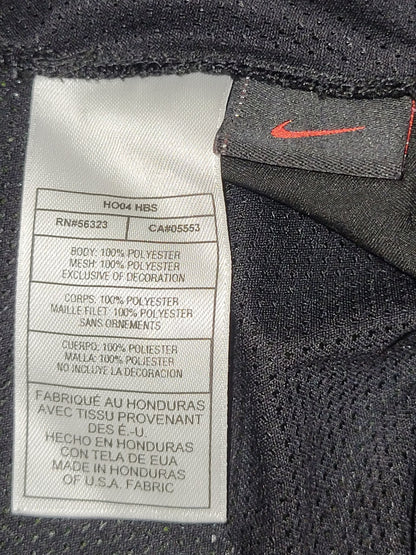 HO04 HBS
RN#56323 CA#05553
BODY: 100% POLYESTER
MESH: 100% POLYESTER
EXCLUSIVE OF DECORATION
CORPS: 100% POLYESTER
MAILLE FILET: 100% POLYESTER
SANS ORNEMENTS
CUERPO: 100% POLIESTER
MALLA: 100% POLIESTER
NO INCLUYE LA DECORACION
FABRIQUÉ AU HONDURAS
AVEC TISSU PROVENANT
DES É.-U.
HECHO EN HONDURAS
CON TELA DE EUA
MADE IN HONDURAS
OF U.S.A. FABRIC